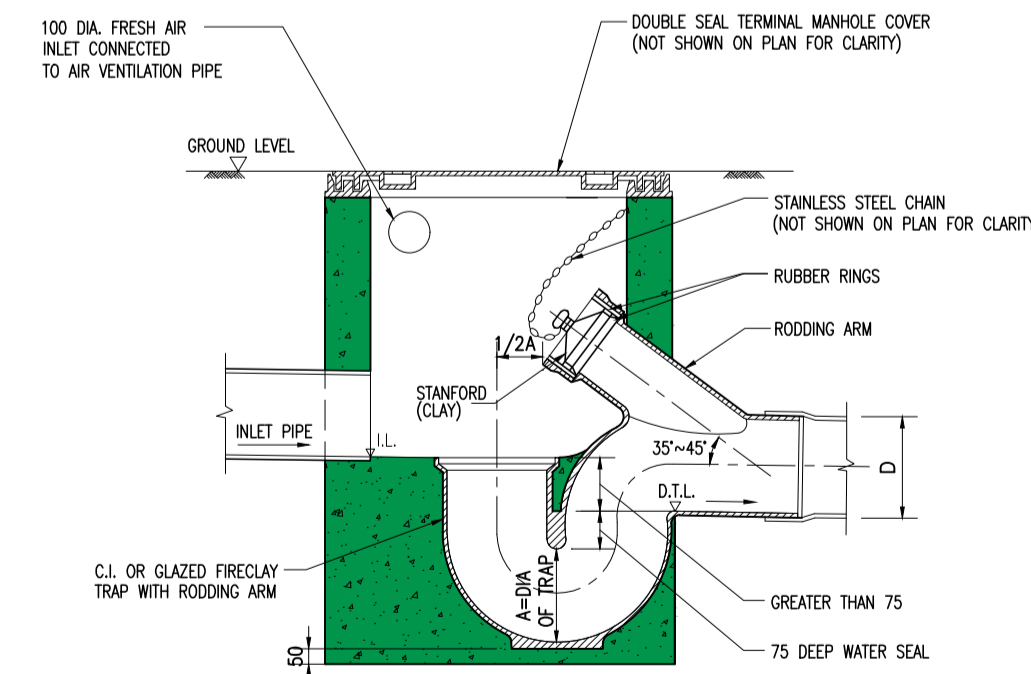 100 DIA. FRESH AIR
INLET CONNECTED
TO AIR VENTILATION PIPE
DOUBLE SEAL TERMINAL MANHOLE COVER
(NOT SHOWN ON PLAN FOR CLARITY)
GROUND LEVEL
STAINLESS STEEL CHAIN
(NOT SHOWN ON PLAN FOR CLARITY
RUBBER RINGS
RODDING ARM
1/2A
STANFORD
(CLAY)
INLET PIPE
I.L.
35°~45°
D
D.T.L.
C.I. OR GLAZED FIRECLAY
TRAP WITH RODDING ARM
A=DIA
OF TRAP
GREATER THAN 75
75 DEEP WATER SEAL
50